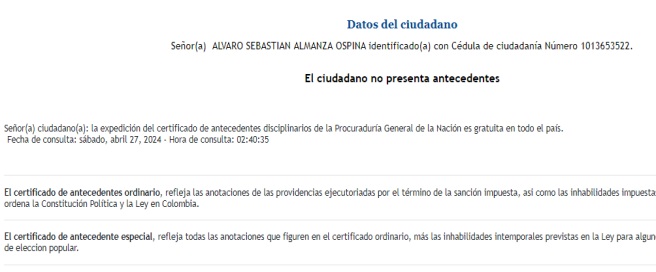 Datos del ciudadano
Señor(a) ALVARO SEBASTIAN ALMANZA OSPINA identificado(a) con Cédula de ciudadanía Número 1013653522.
El ciudadano no presenta antecedentes
Señor(a) ciudadano(a): la expedición del certificado de antecedentes disciplinarios de la Procuraduría General de la Nación es gratuita en todo el país.
Fecha de consulta: sábado, abril 27, 2024 - Hora de consulta: 02:40:35
El certificado de antecedentes ordinario, refleja las anotaciones de las providencias ejecutoriadas por el término de la sanción impuesta, asi como las inhabilidades impuesta
ordena la Constitución Política y la Ley en Colombia.
El certificado de antecedente especial, refleja todas las anotaciones que figuren en el certificado ordinario, más las inhabilidades intemporales previstas en la Ley para algun
de eleccion popular.